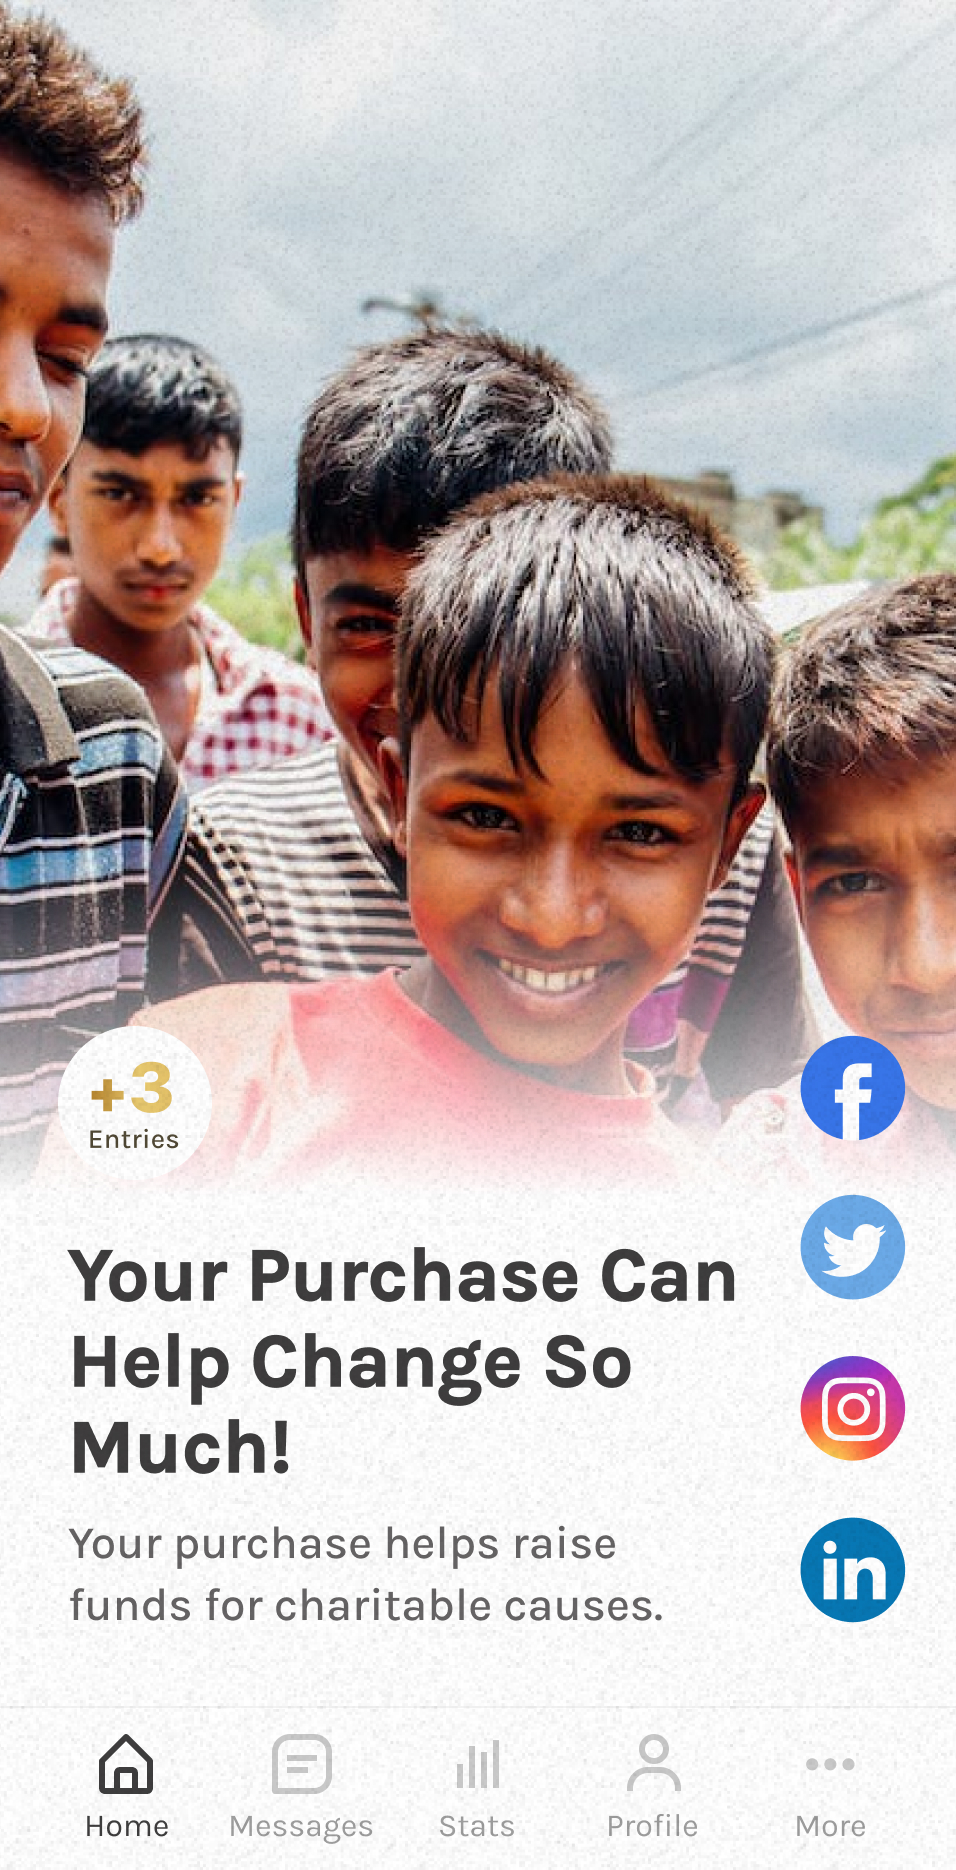 +3
Entries
Your Purchase Can
Help Change So
Much!
Your purchase helps raise
funds for charitable causes.
Home
Messages
Stats
Profile
More